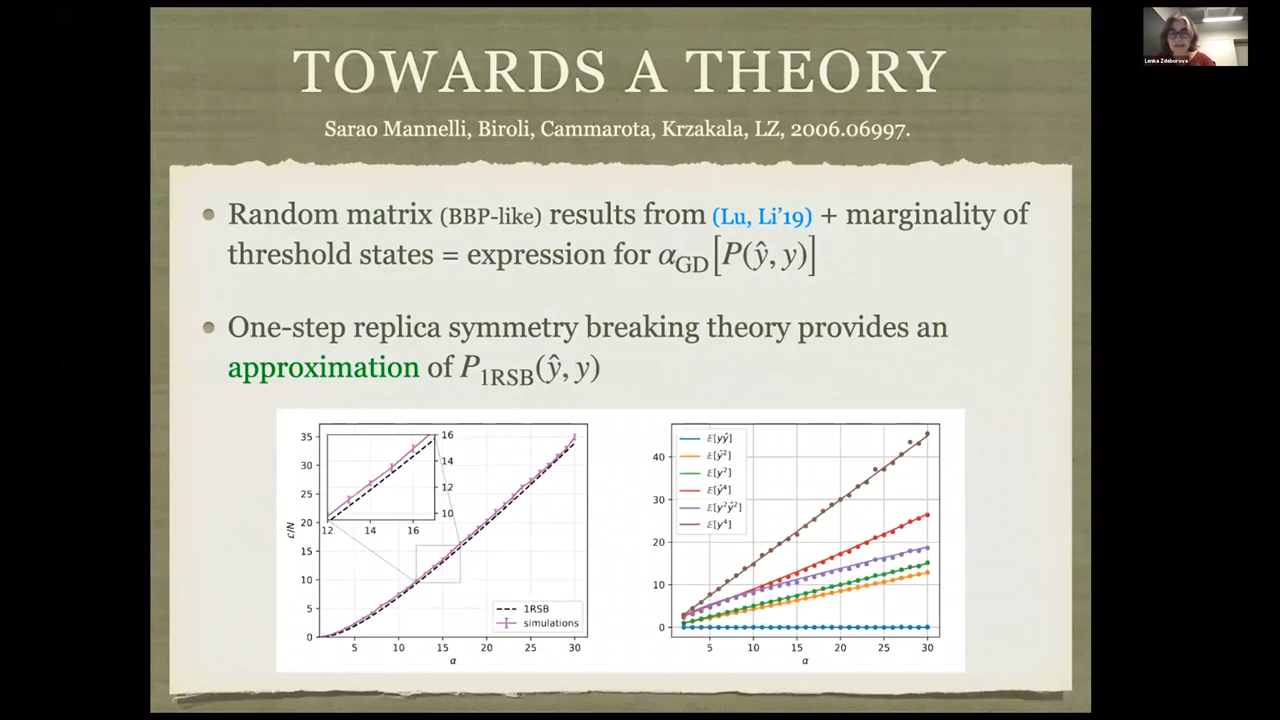 TOWARDS A THEORY
Sarao Mannelli, Biroli, Cammarota, Krzakala, LZ, 2006.06997.
Lenka Zdeborova
• Random matrix (BBP-like) results from (Lu, Li'19) + marginality of
threshold states = expression for α_GD[P(ŷ, y)]
• One-step replica symmetry breaking theory provides an
approximation of P_1RSB(ŷ, y)
35
30
25
20
15
10
5
0
ℒ/N
16
14
12
10
12 14 16
1RSB
simulations
5 10 15 20 25 30
α
𝔼[yŷ]
𝔼[ŷ²]
𝔼[y²]
𝔼[ŷ⁴]
𝔼[y²ŷ²]
𝔼[y⁴]
40
30
20
10
0
5 10 15 20 25 30
α